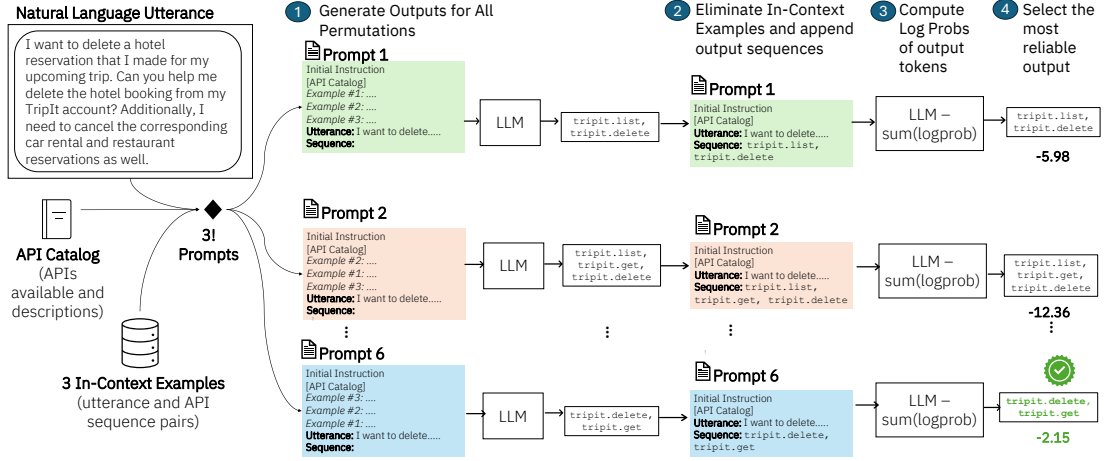 Natural Language Utterance
I want to delete a hotel
reservation that I made for my
upcoming trip. Can you help me
delete the hotel booking from my
TripIt account? Additionally, I
need to cancel the corresponding
car rental and restaurant
reservations as well.
API Catalog
(APIs
available and
descriptions)
3!
Prompts
3 In-Context Examples
(utterance and API
sequence pairs)
1 Generate Outputs for All
Permutations
2 Eliminate In-Context
Examples and append
output sequences
3 Compute
Log Probs
of output
tokens
4 Select the
most
reliable
output
Prompt 1
Initial Instruction
[API Catalog]
Example #1: ....
Example #2: ....
Example #3: ....
Utterance: I want to delete.....
Sequence:
LLM
tripit.list,
tripit.delete
Prompt 1
Initial Instruction
[API Catalog]
Utterance: I want to delete.....
Sequence: tripit.list,
tripit.delete
LLM –
sum(logprob)
tripit.list,
tripit.delete
-5.98
Prompt 2
Initial Instruction
[API Catalog]
Example #2: ....
Example #1: ....
Example #3: ....
Utterance: I want to delete.....
Sequence:
LLM
tripit.list,
tripit.get,
tripit.delete
Prompt 2
Initial Instruction
[API Catalog]
Utterance: I want to delete.....
Sequence: tripit.list,
tripit.get, tripit.delete
LLM –
sum(logprob)
tripit.list,
tripit.get,
tripit.delete
-12.36
Prompt 6
Initial Instruction
[API Catalog]
Example #3: ....
Example #2: ....
Example #1: ....
Utterance: I want to delete.....
Sequence:
LLM
tripit.delete,
tripit.get
Prompt 6
Initial Instruction
[API Catalog]
Utterance: I want to delete.....
Sequence: tripit.delete,
tripit.get
LLM –
sum(logprob)
tripit.delete,
tripit.get
-2.15